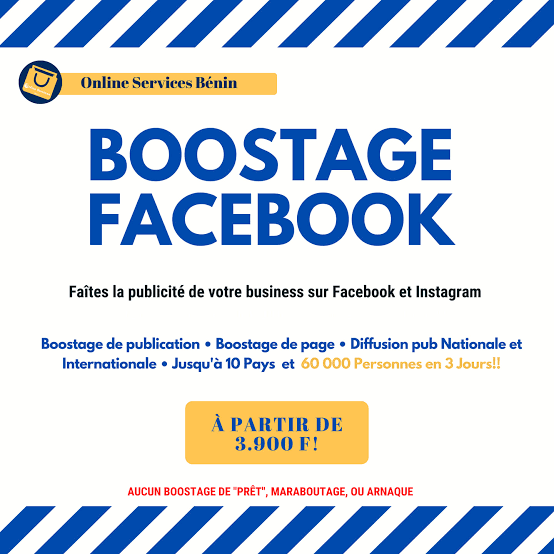 Online Services Bénin
BOOSTAGE
FACEBOOK
Faîtes la publicité de votre business sur Facebook et Instagram
Boostage de publication • Boostage de page • Diffusion pub Nationale et
Internationale • Jusqu'à 10 Pays et 60 000 Personnes en 3 Jours!!
À PARTIR DE
3.900 F!
AUCUN BOOSTAGE DE "PRÊT", MARABOUTAGE, OU ARNAQUE